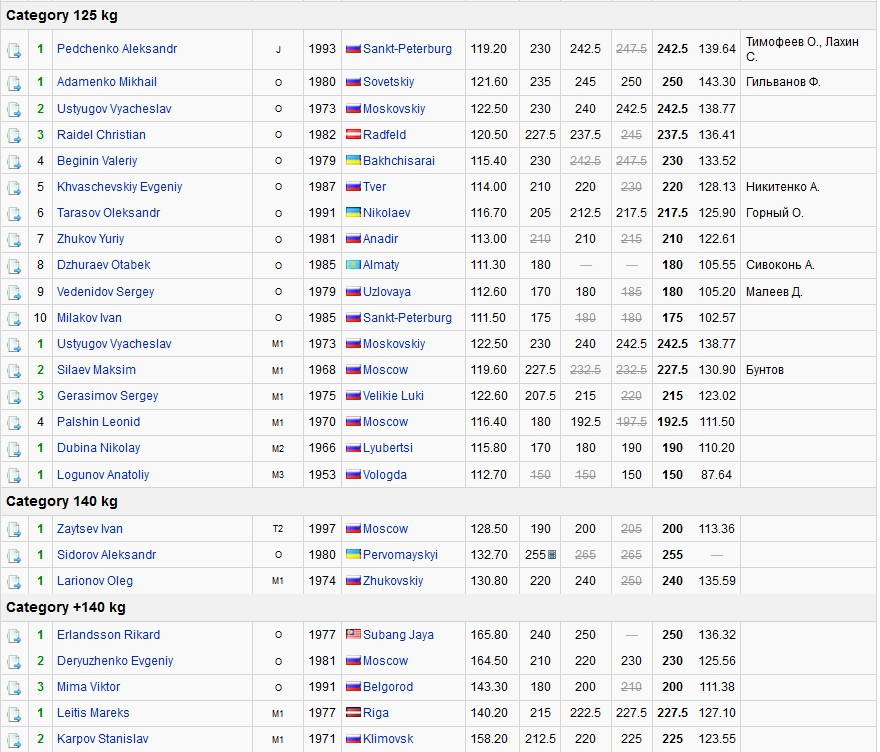 Category 125 kg
1 Pedchenko Aleksandr J 1993 Sankt-Peterburg 119.20 230 242.5 247.5 242.5 139.64 Тимофеев О., Лахин С.
1 Adamenko Mikhail O 1980 Sovetskiy 121.60 235 245 250 250 143.30 Гильванов Ф.
2 Ustyugov Vyacheslav O 1973 Moskovskiy 122.50 230 240 242.5 242.5 138.77
3 Raidel Christian O 1982 Radfeld 120.50 227.5 237.5 245 237.5 136.41
4 Beginin Valeriy O 1979 Bakhchisarai 115.40 230 242.5 247.5 230 133.52
5 Khvaschevskiy Evgeniy O 1987 Tver 114.00 210 220 230 220 128.13 Никитенко А.
6 Tarasov Oleksandr O 1991 Nikolaev 116.70 205 212.5 217.5 217.5 125.90 Горный О.
7 Zhukov Yuriy O 1981 Anadir 113.00 210 210 215 210 122.61
8 Dzhuraev Otabek O 1985 Almaty 111.30 180 — — 180 105.55 Сивоконь А.
9 Vedenidov Sergey O 1979 Uzlovaya 112.60 170 180 185 180 105.20 Малеев Д.
10 Milakov Ivan O 1985 Sankt-Peterburg 111.50 175 180 180 175 102.57
1 Ustyugov Vyacheslav M1 1973 Moskovskiy 122.50 230 240 242.5 242.5 138.77
2 Silaev Maksim M1 1968 Moscow 119.60 227.5 232.5 232.5 227.5 130.90 Бунтов
3 Gerasimov Sergey M1 1975 Velikie Luki 122.60 207.5 215 220 215 123.02
4 Palshin Leonid M1 1970 Moscow 116.40 180 192.5 197.5 192.5 111.50
1 Dubina Nikolay M2 1966 Lyubertsi 115.80 170 180 190 190 110.20
1 Logunov Anatoliy M3 1953 Vologda 112.70 150 150 150 150 87.64
Category 140 kg
1 Zaytsev Ivan T2 1997 Moscow 128.50 190 200 205 200 113.36
1 Sidorov Aleksandr O 1980 Pervomayskyi 132.70 255 265 265 255 —
1 Larionov Oleg M1 1974 Zhukovskiy 130.80 220 240 250 240 135.59
Category +140 kg
1 Erlandsson Rikard O 1977 Subang Jaya 165.80 240 250 — 250 136.32
2 Deryuzhenko Evgeniy O 1981 Moscow 164.50 210 220 230 230 125.56
3 Mima Viktor O 1991 Belgorod 143.30 180 200 210 200 111.38
1 Leitis Mareks M1 1977 Riga 140.20 215 222.5 227.5 227.5 127.10
2 Karpov Stanislav M1 1971 Klimovsk 158.20 212.5 220 225 225 123.55